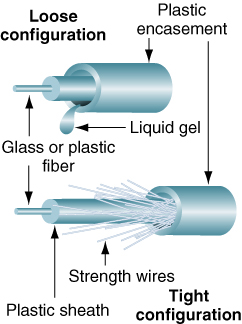 Loose
configuration
Plastic
encasement
Liquid gel
Glass or plastic
fiber
Strength wires
Plastic sheath
Tight
configuration